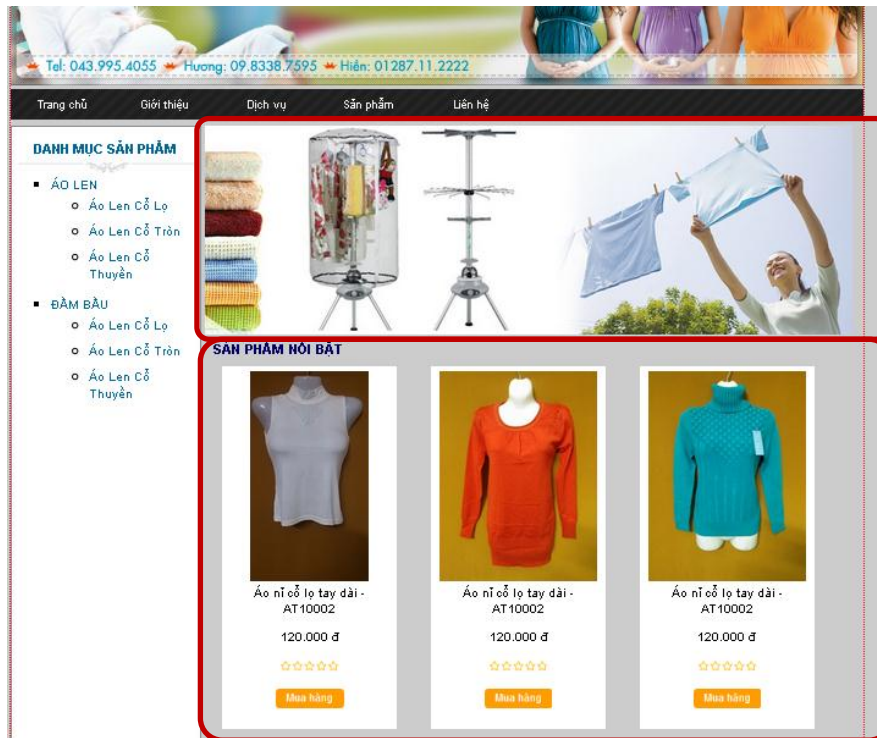 Tel: 043.995.4055 Hương: 09.8338.7595 Hiền: 01287.11.2222
Trang chủ Giới thiệu Dịch vụ Sản phẩm Liên hệ
DANH MỤC SẢN PHẨM
ÁO LEN
Áo Len Cổ Lọ
Áo Len Cổ Tròn
Áo Len Cổ
Thuyền
ĐẦM BẦU
Áo Len Cổ Lọ
Áo Len Cổ Tròn
Áo Len Cổ
Thuyền
SẢN PHẨM NỔI BẬT
Áo nỉ cổ lọ tay dài -
AT10002
120.000 đ
Mua hàng
Áo nỉ cổ lọ tay dài -
AT10002
120.000 đ
Mua hàng
Áo nỉ cổ lọ tay dài -
AT10002
120.000 đ
Mua hàng